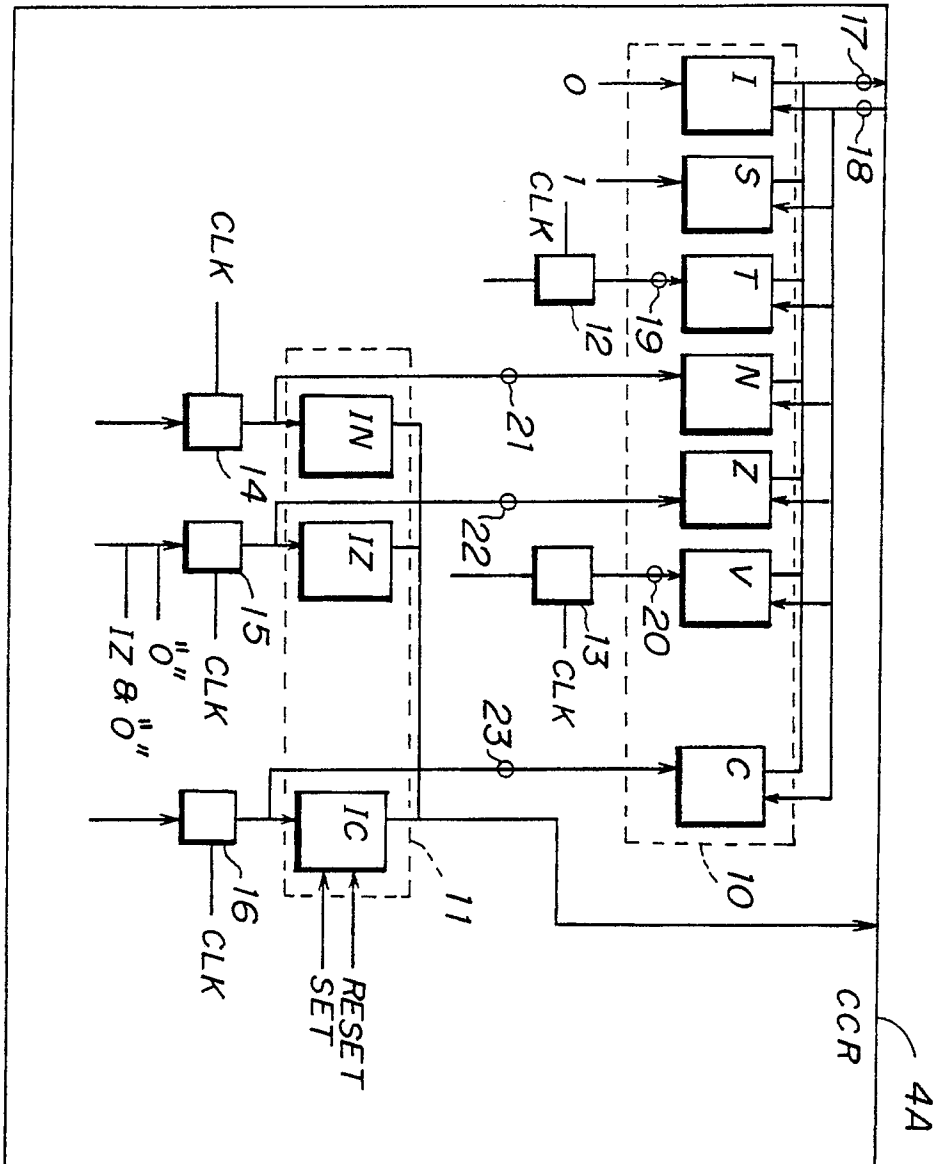 4A
CCR
17
18
I
S
T
N
Z
V
C
10
0
1
CLK
12
19
21
22
13
CLK
20
23
CLK
14
IN
IZ
IC
11
15
CLK
"0"
IZ & "0"
16
CLK
RESET
SET